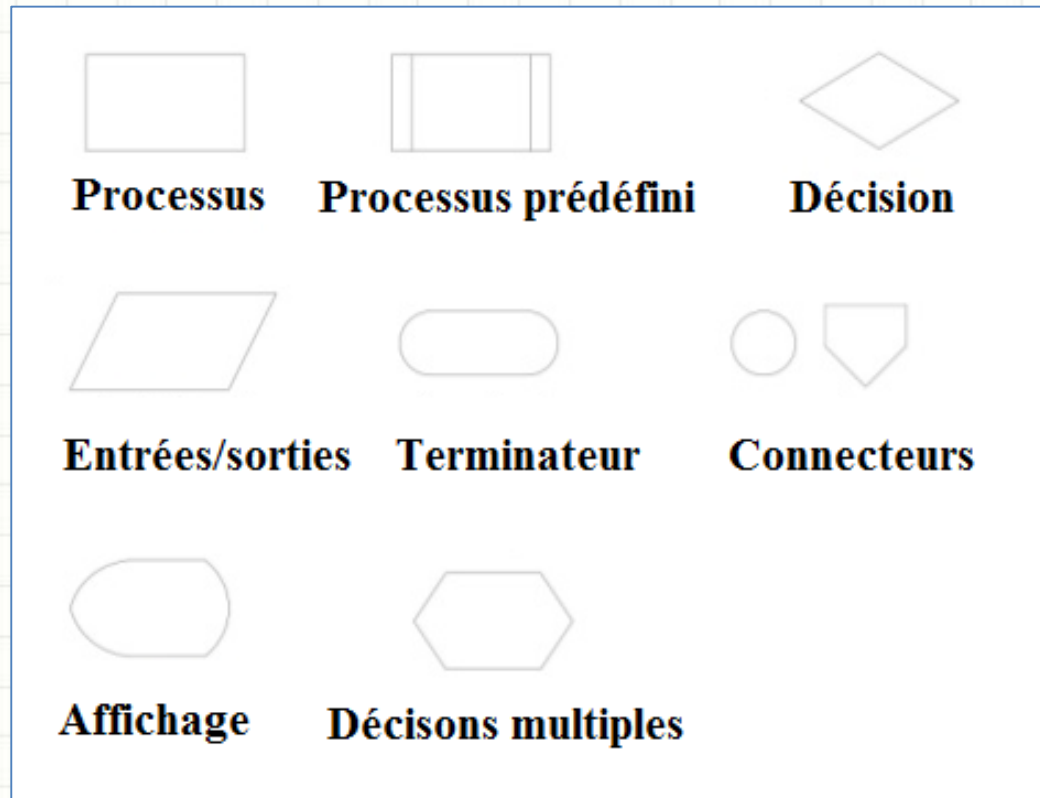 Processus
Processus prédéfini
Décision
Entrées/sorties
Terminateur
Connecteurs
Affichage
Décisons multiples